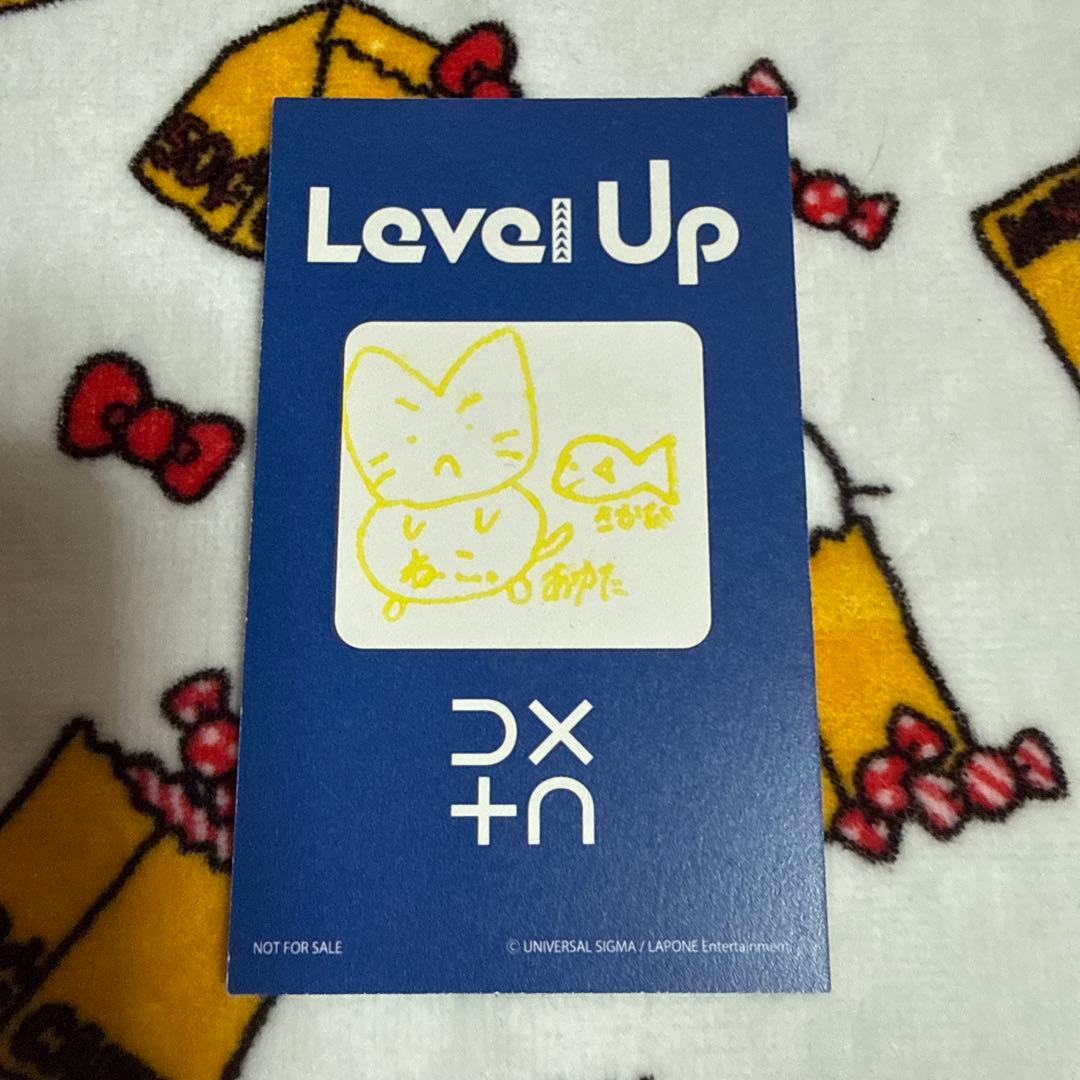 Level Up
さかな
ねこ。
あゆた
NOT FOR SALE
© UNIVERSAL SIGMA / LAPONE Entertainment.